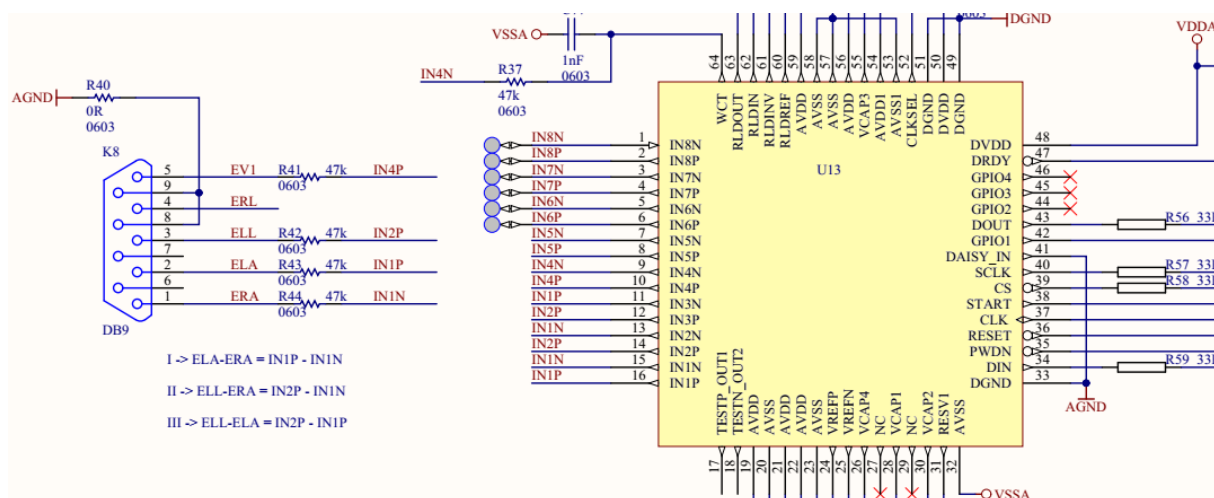 VSSA
1nF
0603
DGND
VDDA
IN4N
R37
47k
0603
R40
AGND
0R
0603
K8
5 EV1 R41 47k IN4P
0603
9
4 ERL
8
3 ELL R42 47k IN2P
0603
7
2 ELA R43 47k IN1P
0603
6
1 ERA R44 47k IN1N
0603
DB9
I -> ELA-ERA = IN1P - IN1N
II -> ELL-ERA = IN2P - IN1N
III -> ELL-ELA = IN2P - IN1P
64 63 62 61 60 59 58 57 56 55 54 53 52 51 50 49
WCT
RLDOUT
RLDIN
RLDINV
RLDREF
AVDD
AVSS
AVSS
AVDD
VCAP3
AVDD1
AVSS1
CLKSEL
DGND
DVDD
DGND
U13
IN8N 1 IN8N
IN8P 2 IN8P
IN7N 3 IN7N
IN7P 4 IN7P
IN6N 5 IN6N
IN6P 6 IN6P
IN5N 7 IN5N
IN5P 8 IN5P
IN4N 9 IN4N
IN4P 10 IN4P
IN1P 11 IN3N
IN2P 12 IN3P
IN1N 13 IN2N
IN2P 14 IN2P
IN1N 15 IN1N
IN1P 16 IN1P
DVDD 48
DRDY 47
GPIO4 46
GPIO3 45
GPIO2 44
DOUT 43 R56 33
GPIO1 42
DAISY_IN 41
SCLK 40 R57 33
CS 39 R58 33
START 38
CLK 37
RESET 36
PWDN 35
DIN 34 R59 33
DGND 33
AGND
TESTP_OUT1
TESTN_OUT2
AVDD
AVSS
AVDD
AVDD
AVSS
VREFP
VREFN
VCAP4
NC
VCAP1
NC
VCAP2
RESV1
AVSS
17 18 19 20 21 22 23 24 25 26 27 28 29 30 31 32
VSSA